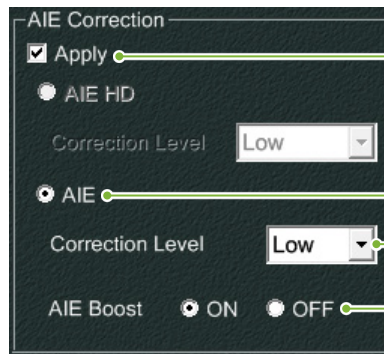 AIE Correction
Apply
AIE HD
Correction Level Low
AIE
Correction Level Low
AIE Boost ON OFF